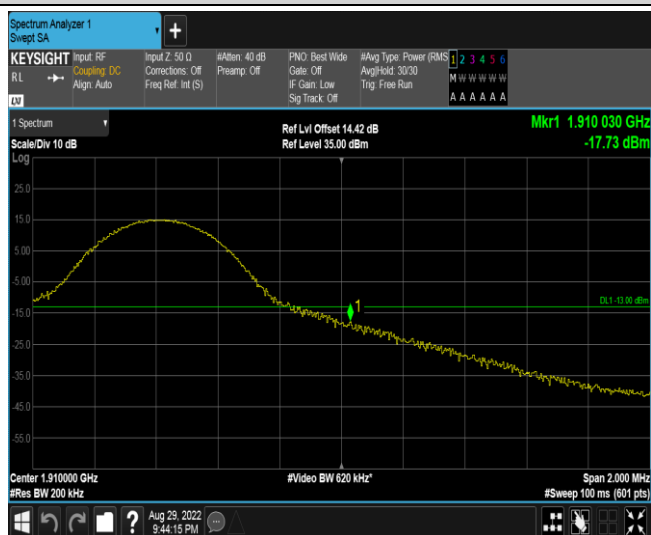 Spectrum Analyzer 1
Swept SA
+
KEYSIGHT Input: RF Input Z: 50 Ω #Atten: 40 dB PNO: Best Wide #Avg Type: Power (RMS 1 2 3 4 5 6
R L Coupling: DC Corrections: Off Preamp: Off Gate: Off Avg|Hold: 30/30 M W W W W W
Align: Auto Freq Ref: Int (S) IF Gain: Low Trig: Free Run
Sig Track: Off A A A A A A
1 Spectrum Ref Lvl Offset 14.42 dB Mkr1 1.910 030 GHz
Scale/Div 10 dB Ref Level 35.00 dBm -17.73 dBm
Log
25.0
15.0
5.00
-5.00
DL1 -13.00 dBm
1
-15.0
-25.0
-35.0
-45.0
-55.0
Center 1.910000 GHz #Video BW 620 kHz* Span 2.000 MHz
#Res BW 200 kHz #Sweep 100 ms (601 pts)
? Aug 29, 2022
9:44:15 PM